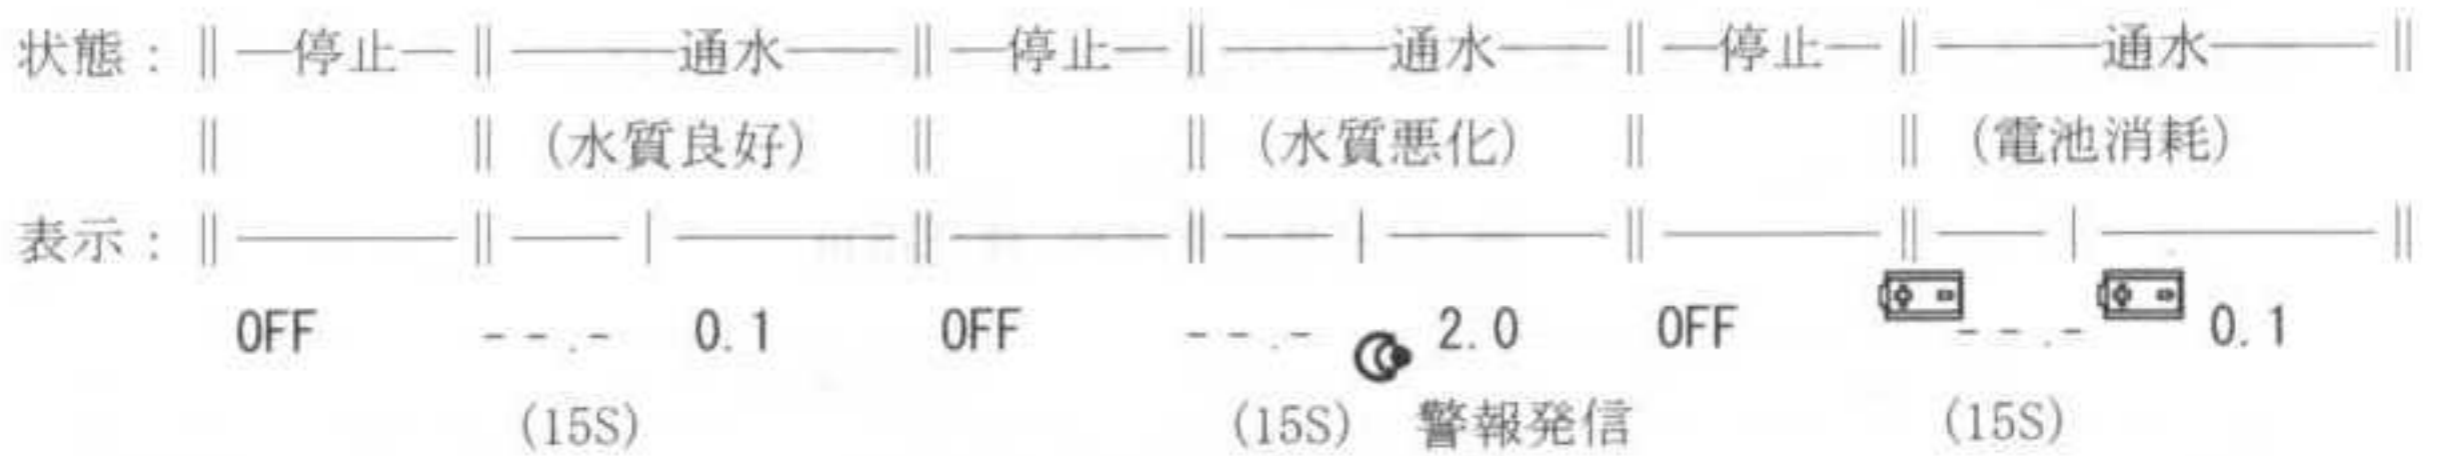 状態： ‖ ―停止― ‖ ―――通水―― ‖ ―停止― ‖ ―――通水―― ‖ ―停止― ‖ ―――通水――― ‖
‖ ‖ (水質良好) ‖ ‖ (水質悪化) ‖ ‖ (電池消耗)
表示： ‖ ―――― ‖ ―― | ―――― ‖ ―――― ‖ ―― | ―――― ‖ ―――― ‖ ―― | ――――― ‖
OFF --.- 0.1 OFF --.- 2.0 OFF --.- 0.1
(15S) (15S) 警報発信 (15S)